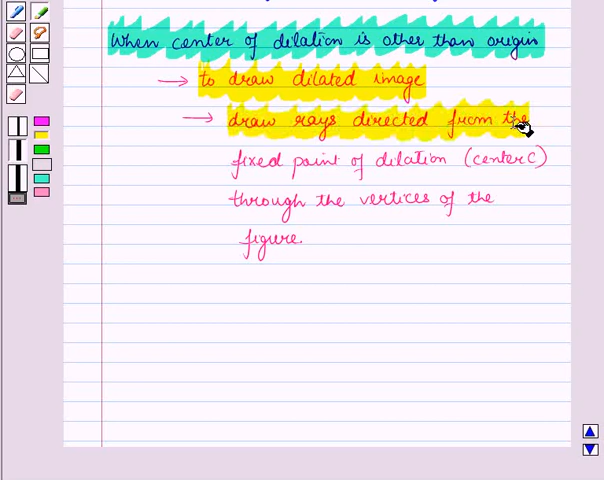 When center of dilation is other than origin
→ to draw dilated image
→ draw rays directed from the
fixed point of dilation (center C)
through the vertices of the
figure.